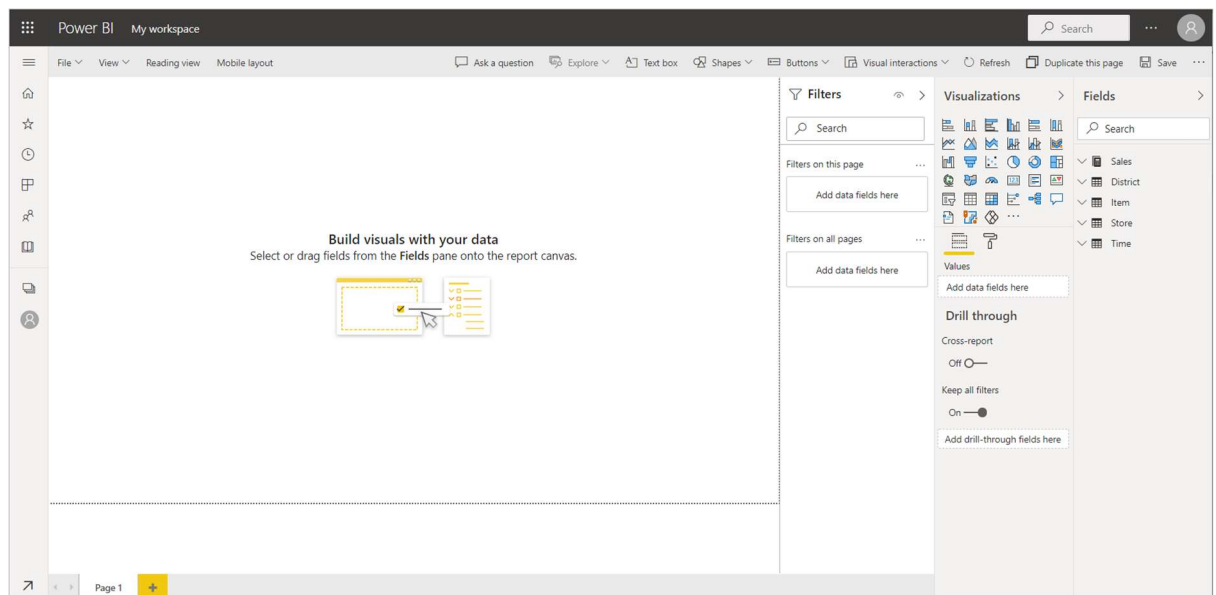 Power BI My workspace
Search
File View Reading view Mobile layout
Ask a question Explore Text box Shapes Buttons Visual interactions Refresh Duplicate this page Save
Build visuals with your data
Select or drag fields from the Fields pane onto the report canvas.
Filters
Search
Filters on this page
Add data fields here
Filters on all pages
Add data fields here
Visualizations
Values
Add data fields here
Drill through
Cross-report
Off
Keep all filters
On
Add drill-through fields here
Fields
Search
Sales
District
Item
Store
Time
Page 1